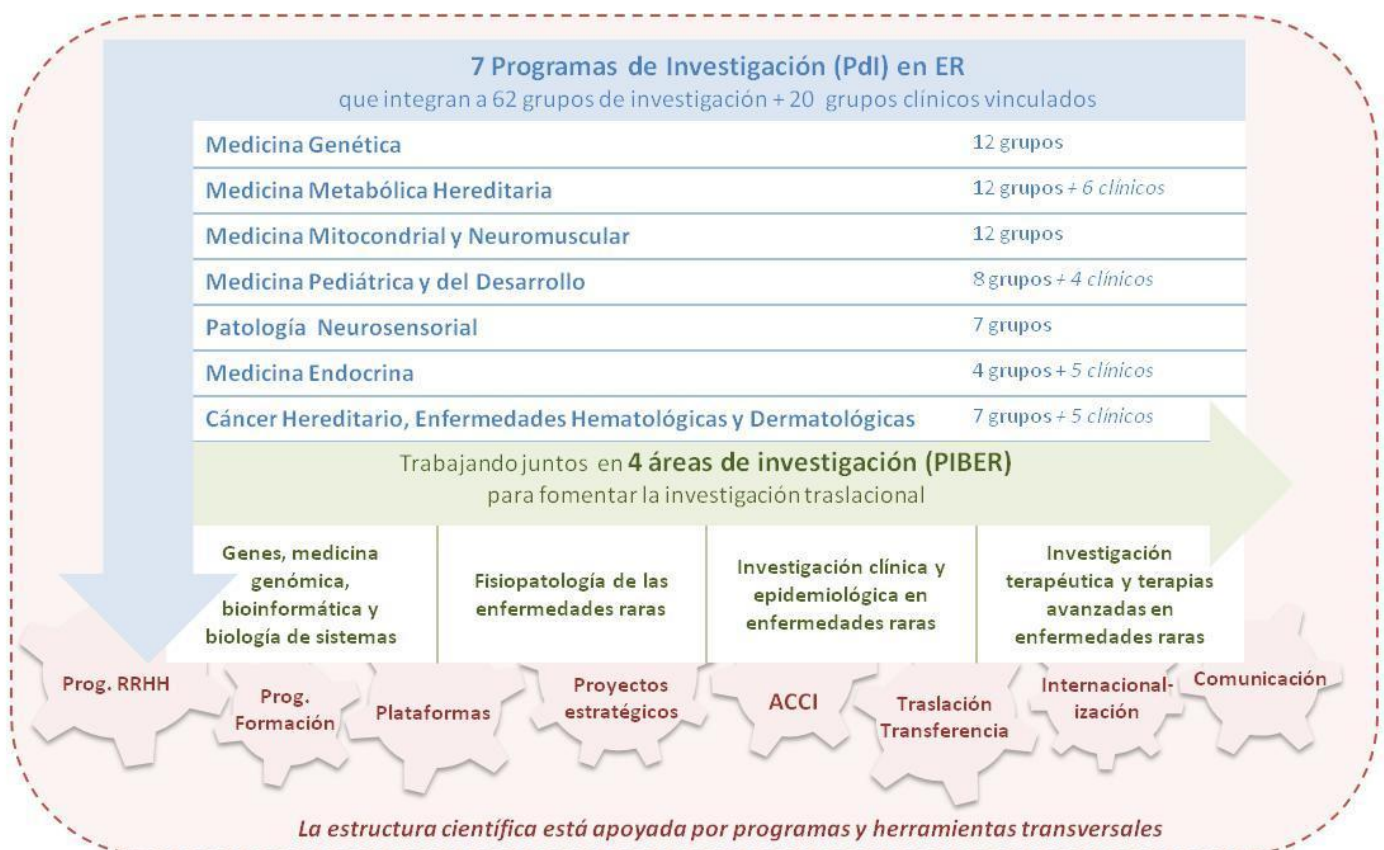 7 Programas de Investigación (PdI) en ER
que integran a 62 grupos de investigación + 20 grupos clínicos vinculados
Medicina Genética 12 grupos
Medicina Metabólica Hereditaria 12 grupos + 6 clínicos
Medicina Mitocondrial y Neuromuscular 12 grupos
Medicina Pediátrica y del Desarrollo 8 grupos + 4 clínicos
Patología Neurosensorial 7 grupos
Medicina Endocrina 4 grupos + 5 clínicos
Cáncer Hereditario, Enfermedades Hematológicas y Dermatológicas 7 grupos + 5 clínicos
Trabajando juntos en 4 áreas de investigación (PIBER)
para fomentar la investigación traslacional
Genes, medicina
genómica,
bioinformática y
biología de sistemas
Fisiopatología de las
enfermedades raras
Investigación clínica y
epidemiológica en
enfermedades raras
Investigación
terapéutica y terapias
avanzadas en
enfermedades raras
Prog. RRHH
Prog.
Formación
Plataformas
Proyectos
estratégicos
ACCI
Traslación
Transferencia
Internacional-
ización
Comunicación
La estructura científica está apoyada por programas y herramientas transversales